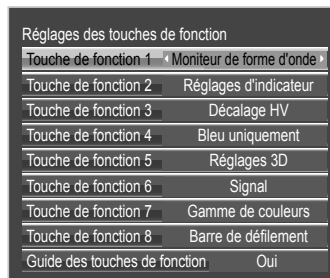 Réglages des touches de fonction
Touche de fonction 1 Moniteur de forme d'onde
Touche de fonction 2 Réglages d'indicateur
Touche de fonction 3 Décalage HV
Touche de fonction 4 Bleu uniquement
Touche de fonction 5 Réglages 3D
Touche de fonction 6 Signal
Touche de fonction 7 Gamme de couleurs
Touche de fonction 8 Barre de défilement
Guide des touches de fonction Oui